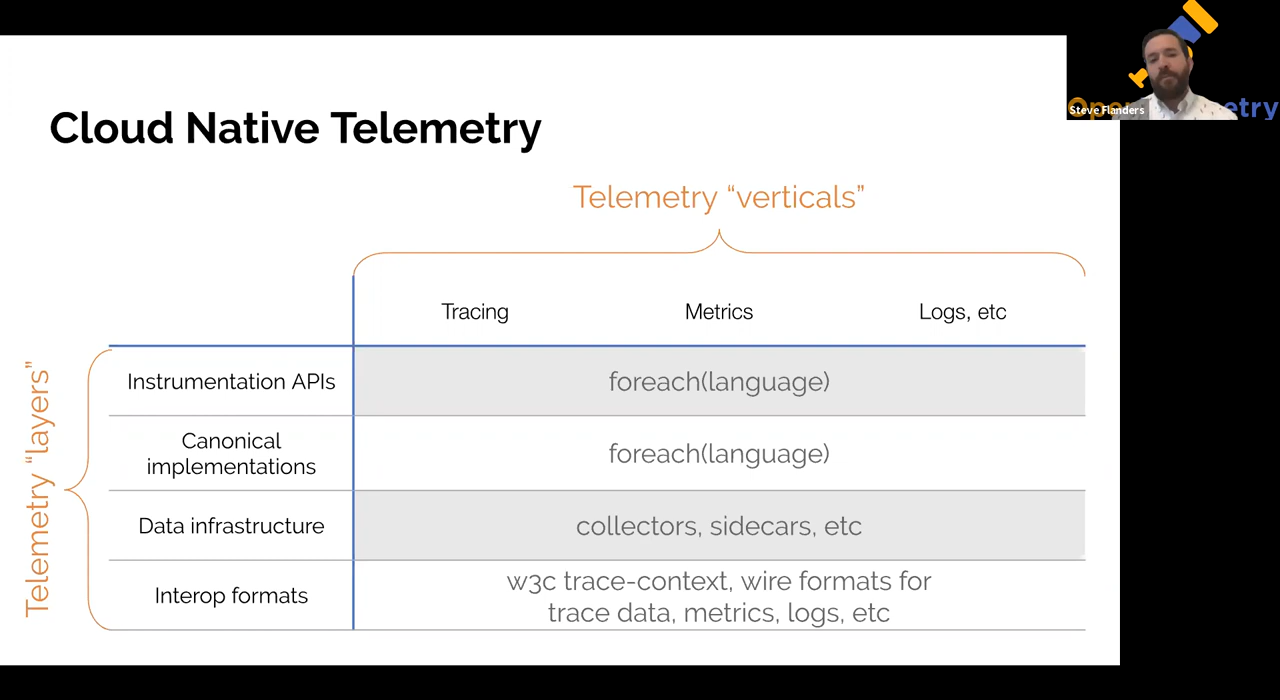 Cloud Native Telemetry
Steve Flanders
etry
Telemetry “verticals”
Tracing Metrics Logs, etc
Telemetry “layers”
Instrumentation APIs foreach(language)
Canonical
implementations
foreach(language)
Data infrastructure collectors, sidecars, etc
Interop formats
w3c trace-context, wire formats for
trace data, metrics, logs, etc